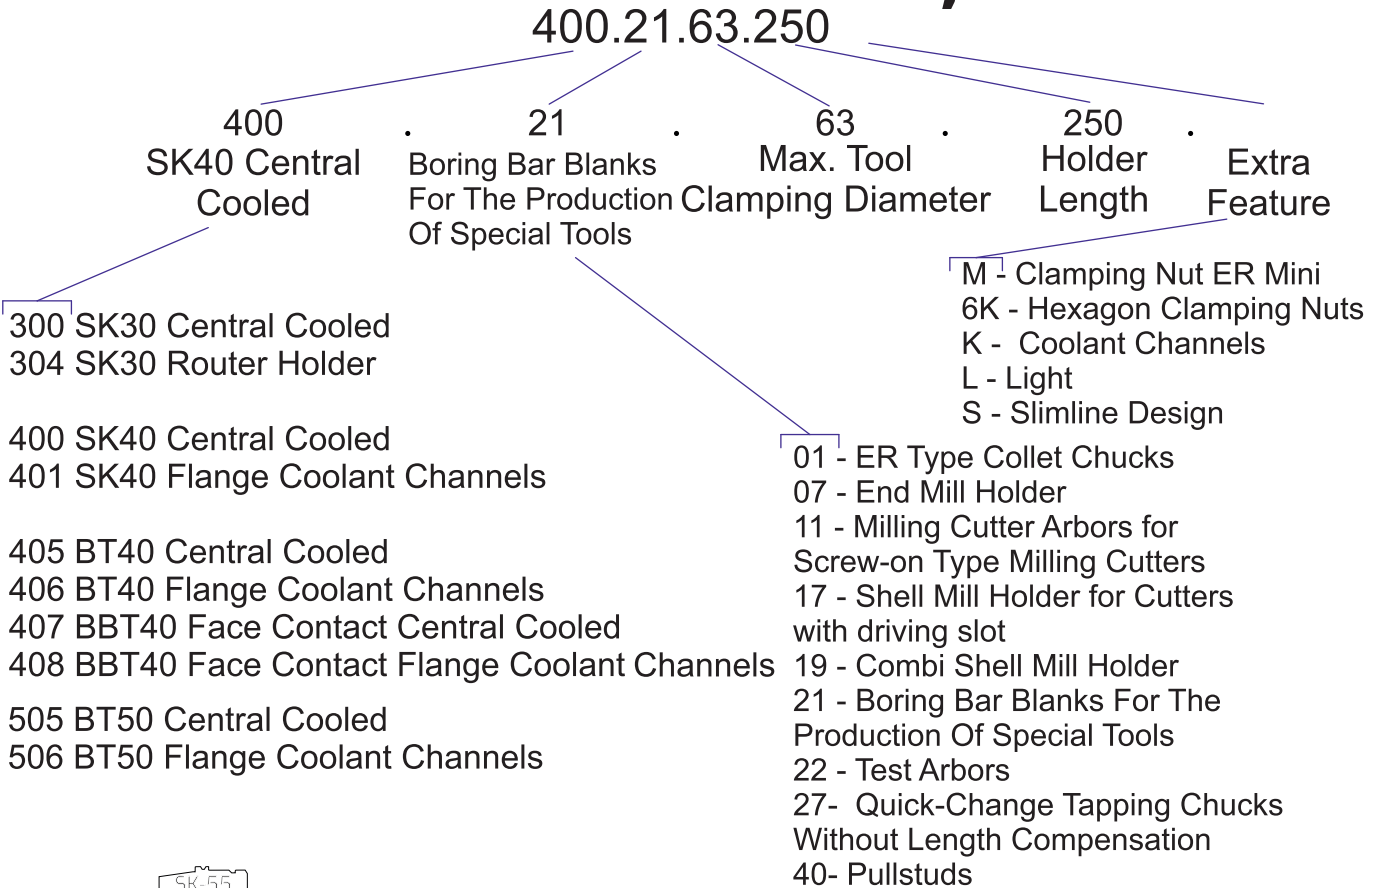 400.21.63.250
400 . 21 . 63 . 250 .
SK40 Central
Cooled
Boring Bar Blanks
For The Production
Of Special Tools
Max. Tool
Clamping Diameter
Holder
Length
Extra
Feature
300 SK30 Central Cooled
304 SK30 Router Holder
400 SK40 Central Cooled
401 SK40 Flange Coolant Channels
405 BT40 Central Cooled
406 BT40 Flange Coolant Channels
407 BBT40 Face Contact Central Cooled
408 BBT40 Face Contact Flange Coolant Channels
505 BT50 Central Cooled
506 BT50 Flange Coolant Channels
M - Clamping Nut ER Mini
6K - Hexagon Clamping Nuts
K -  Coolant Channels
L - Light
S - Slimline Design
01 - ER Type Collet Chucks
07 - End Mill Holder
11 - Milling Cutter Arbors for
Screw-on Type Milling Cutters
17 - Shell Mill Holder for Cutters
with driving slot
19 - Combi Shell Mill Holder
21 - Boring Bar Blanks For The
Production Of Special Tools
22 - Test Arbors
27-  Quick-Change Tapping Chucks
Without Length Compensation
40- Pullstuds
SK-55